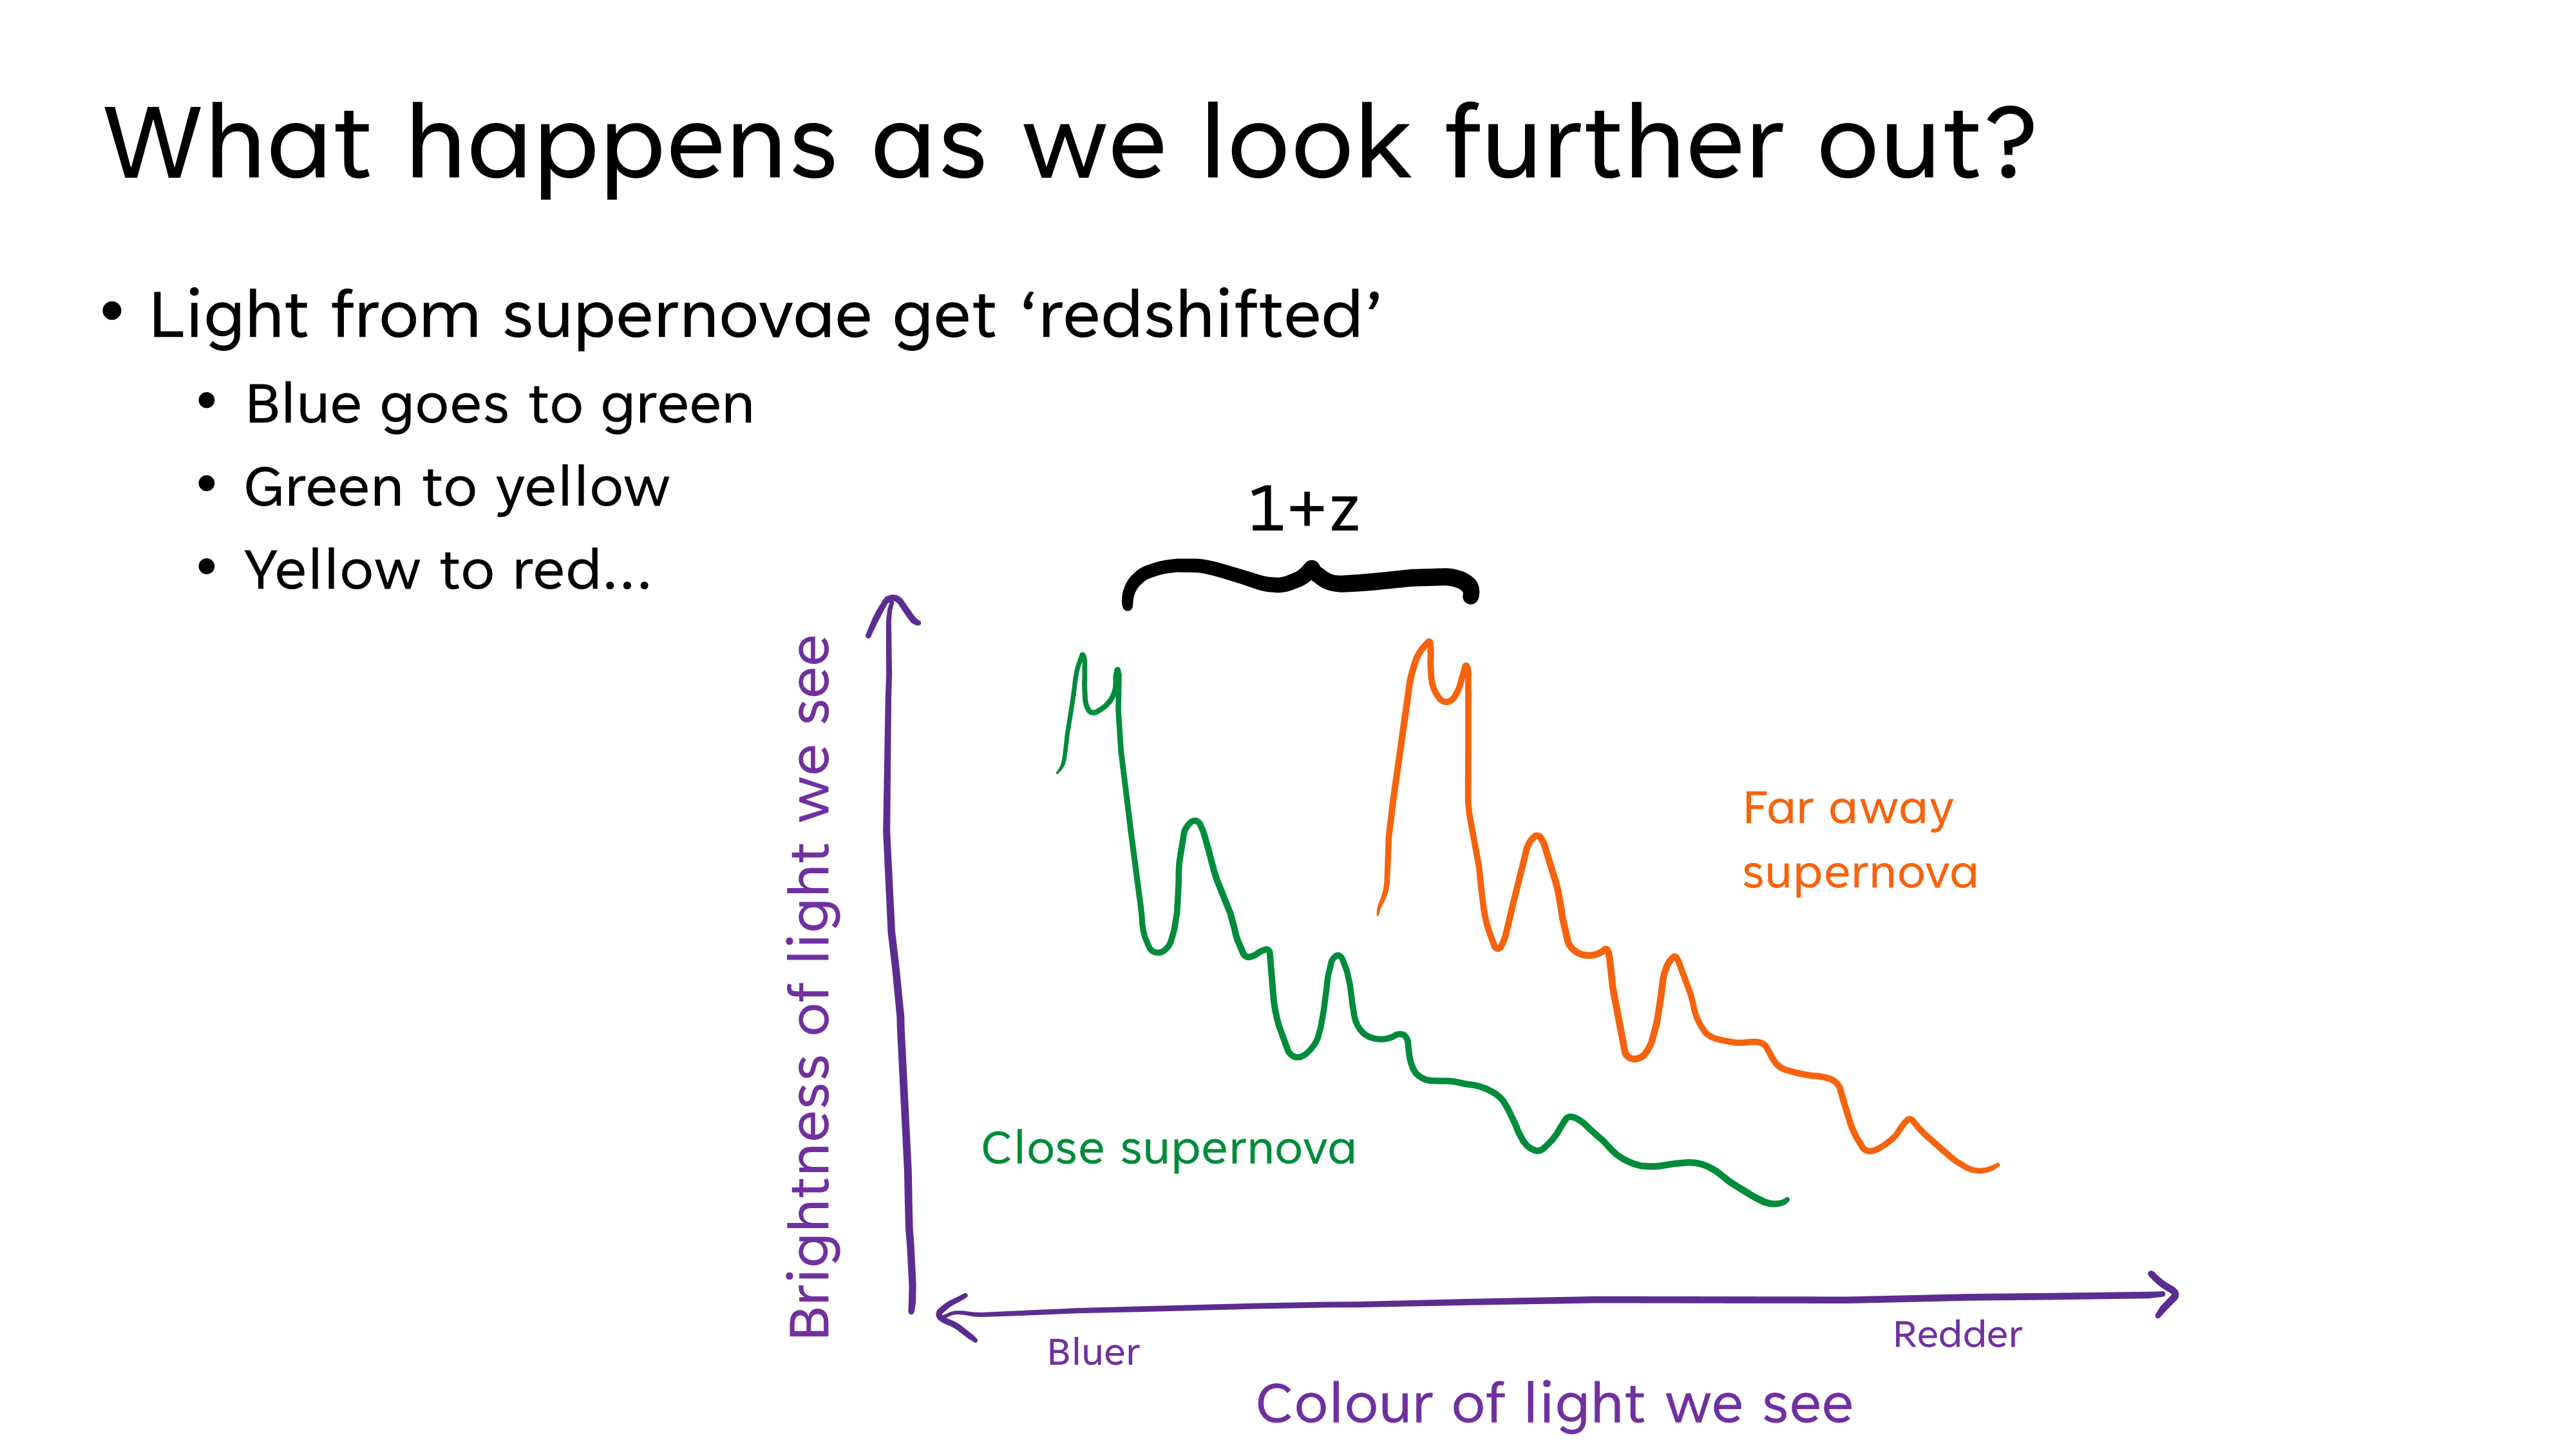 What happens as we look further out?
• Light from supernovae get ‘redshifted’
• Blue goes to green
• Green to yellow
• Yellow to red...
1+z
Brightness of light we see
Far away
supernova
Close supernova
Bluer
Redder
Colour of light we see